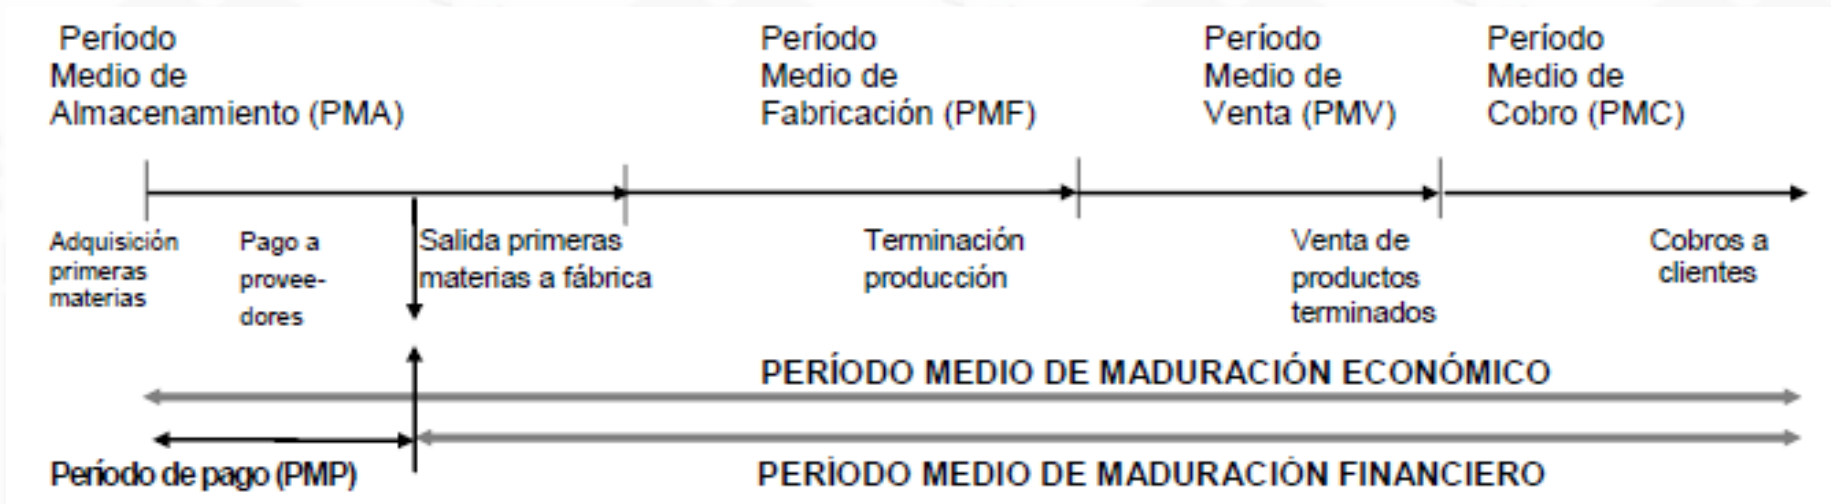 Período
Medio de
Almacenamiento (PMA)
Período
Medio de
Fabricación (PMF)
Período
Medio de
Venta (PMV)
Período
Medio de
Cobro (PMC)
Adquisición
primeras
materias
Pago a
provee-
dores
Salida primeras
materias a fábrica
Terminación
producción
Venta de
productos
terminados
Cobros a
clientes
PERÍODO MEDIO DE MADURACIÓN ECONÓMICO
Período de pago (PMP)
PERÍODO MEDIO DE MADURACIÓN FINANCIERO